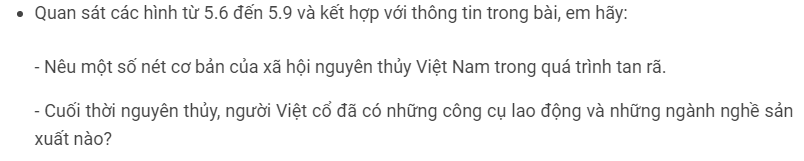 • Quan sát các hình từ 5.6 đến 5.9 và kết hợp với thông tin trong bài, em hãy:
- Nêu một số nét cơ bản của xã hội nguyên thủy Việt Nam trong quá trình tan rã.
- Cuối thời nguyên thủy, người Việt cổ đã có những công cụ lao động và những ngành nghề sản
xuất nào?